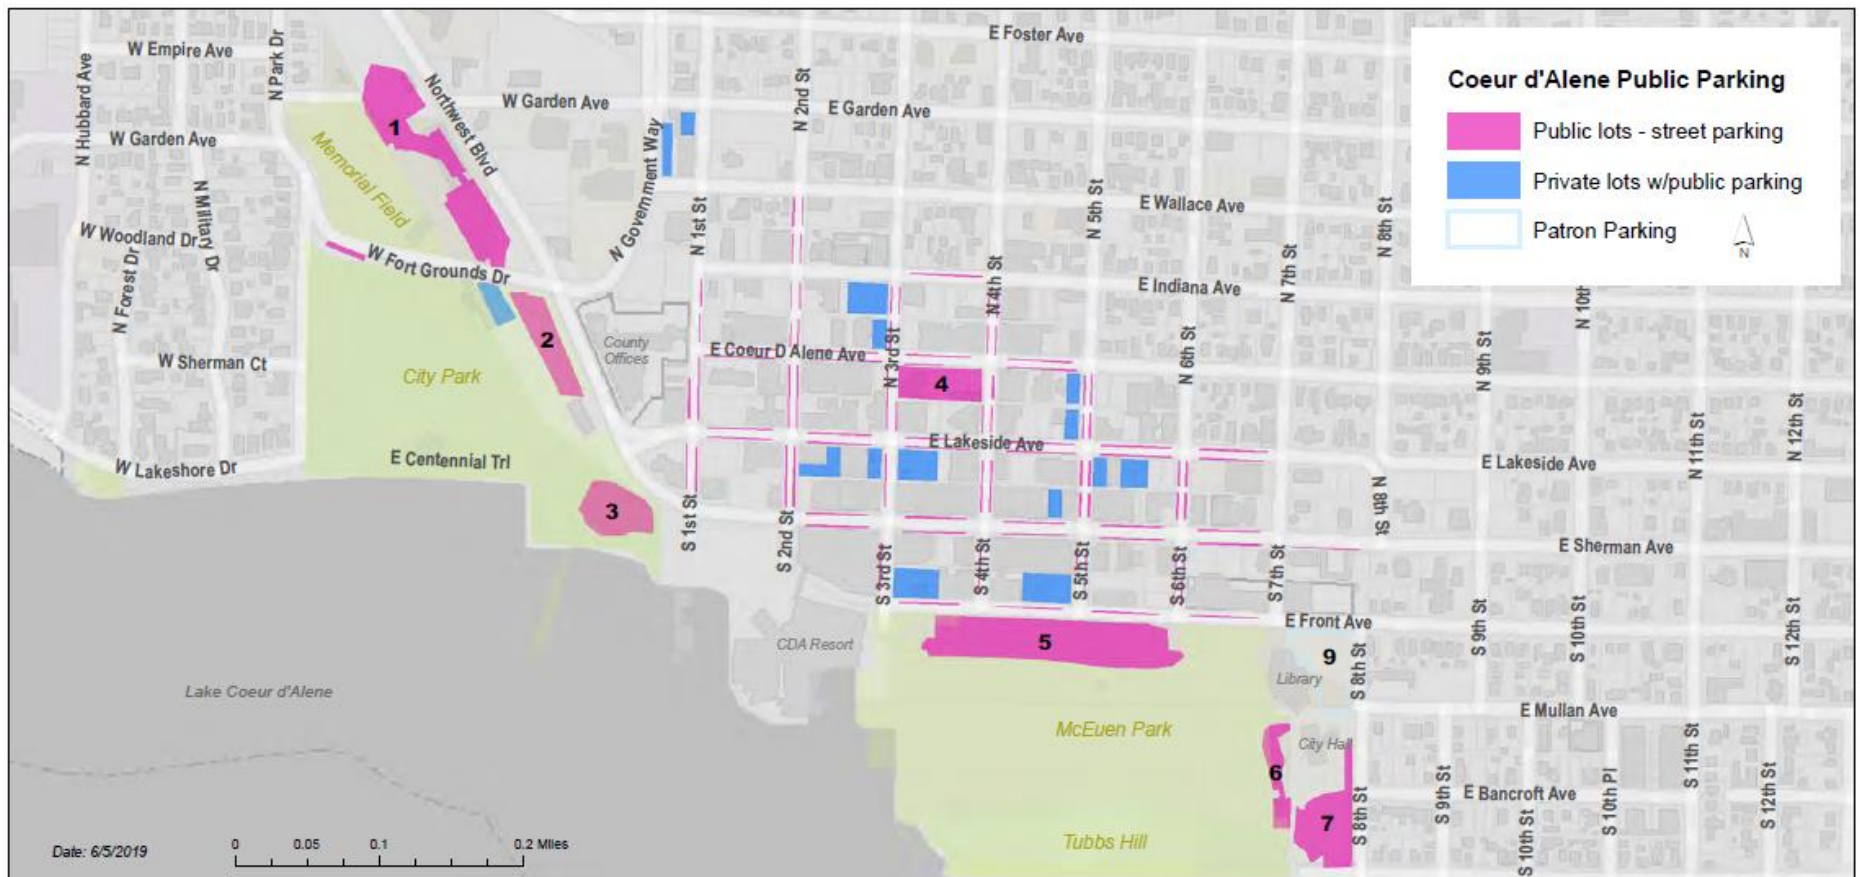 E Foster Ave
W Empire Ave
N Park Dr
N Hubbard Ave
Coeur d'Alene Public Parking
Public lots - street parking
Private lots w/public parking
Patron Parking
N
W Garden Ave
E Garden Ave
N 2nd St
Northwest Blvd
1
W Garden Ave
Memorial Field
N Government Way
N Military Dr
N 1st St
N 5th St
E Wallace Ave
N 8th St
W Woodland Dr
W Fort Grounds Dr
N Forest Dr
N 4th St
E Indiana Ave
N 7th St
N 10th
2
County
Offices
E Coeur D Alene Ave
N 3rd St
N 6th St
N 9th St
W Sherman Ct
City Park
4
N 11th St
N 12th St
E Lakeside Ave
E Lakeside Ave
W Lakeshore Dr
E Centennial Trl
3
S 1st St
S 2nd St
N 8th St
E Sherman Ave
S 3rd St
S 4th St
S 5th St
S 6th St
S 7th St
E Front Ave
5
CDA Resort
9
Library
S 8th St
S 9th St
S 10th St
S 12th St
Lake Coeur d'Alene
McEuen Park
E Mullan Ave
City Hall
6
S 11th St
E Bancroft Ave
S 9th St
S 10th Pl
S 12th St
7
S 8th St
S 10th St
Tubbs Hill
Date: 6/5/2019
0 0.05 0.1 0.2 Miles